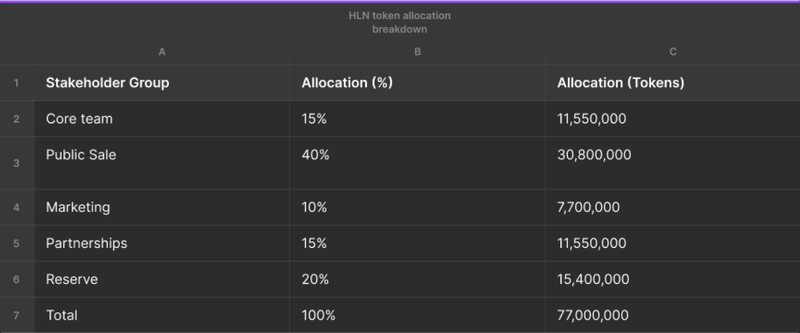 HLN token allocation
breakdown
A B C
1 Stakeholder Group Allocation (%) Allocation (Tokens)
2 Core team 15% 11,550,000
3 Public Sale 40% 30,800,000
4 Marketing 10% 7,700,000
5 Partnerships 15% 11,550,000
6 Reserve 20% 15,400,000
7 Total 100% 77,000,000